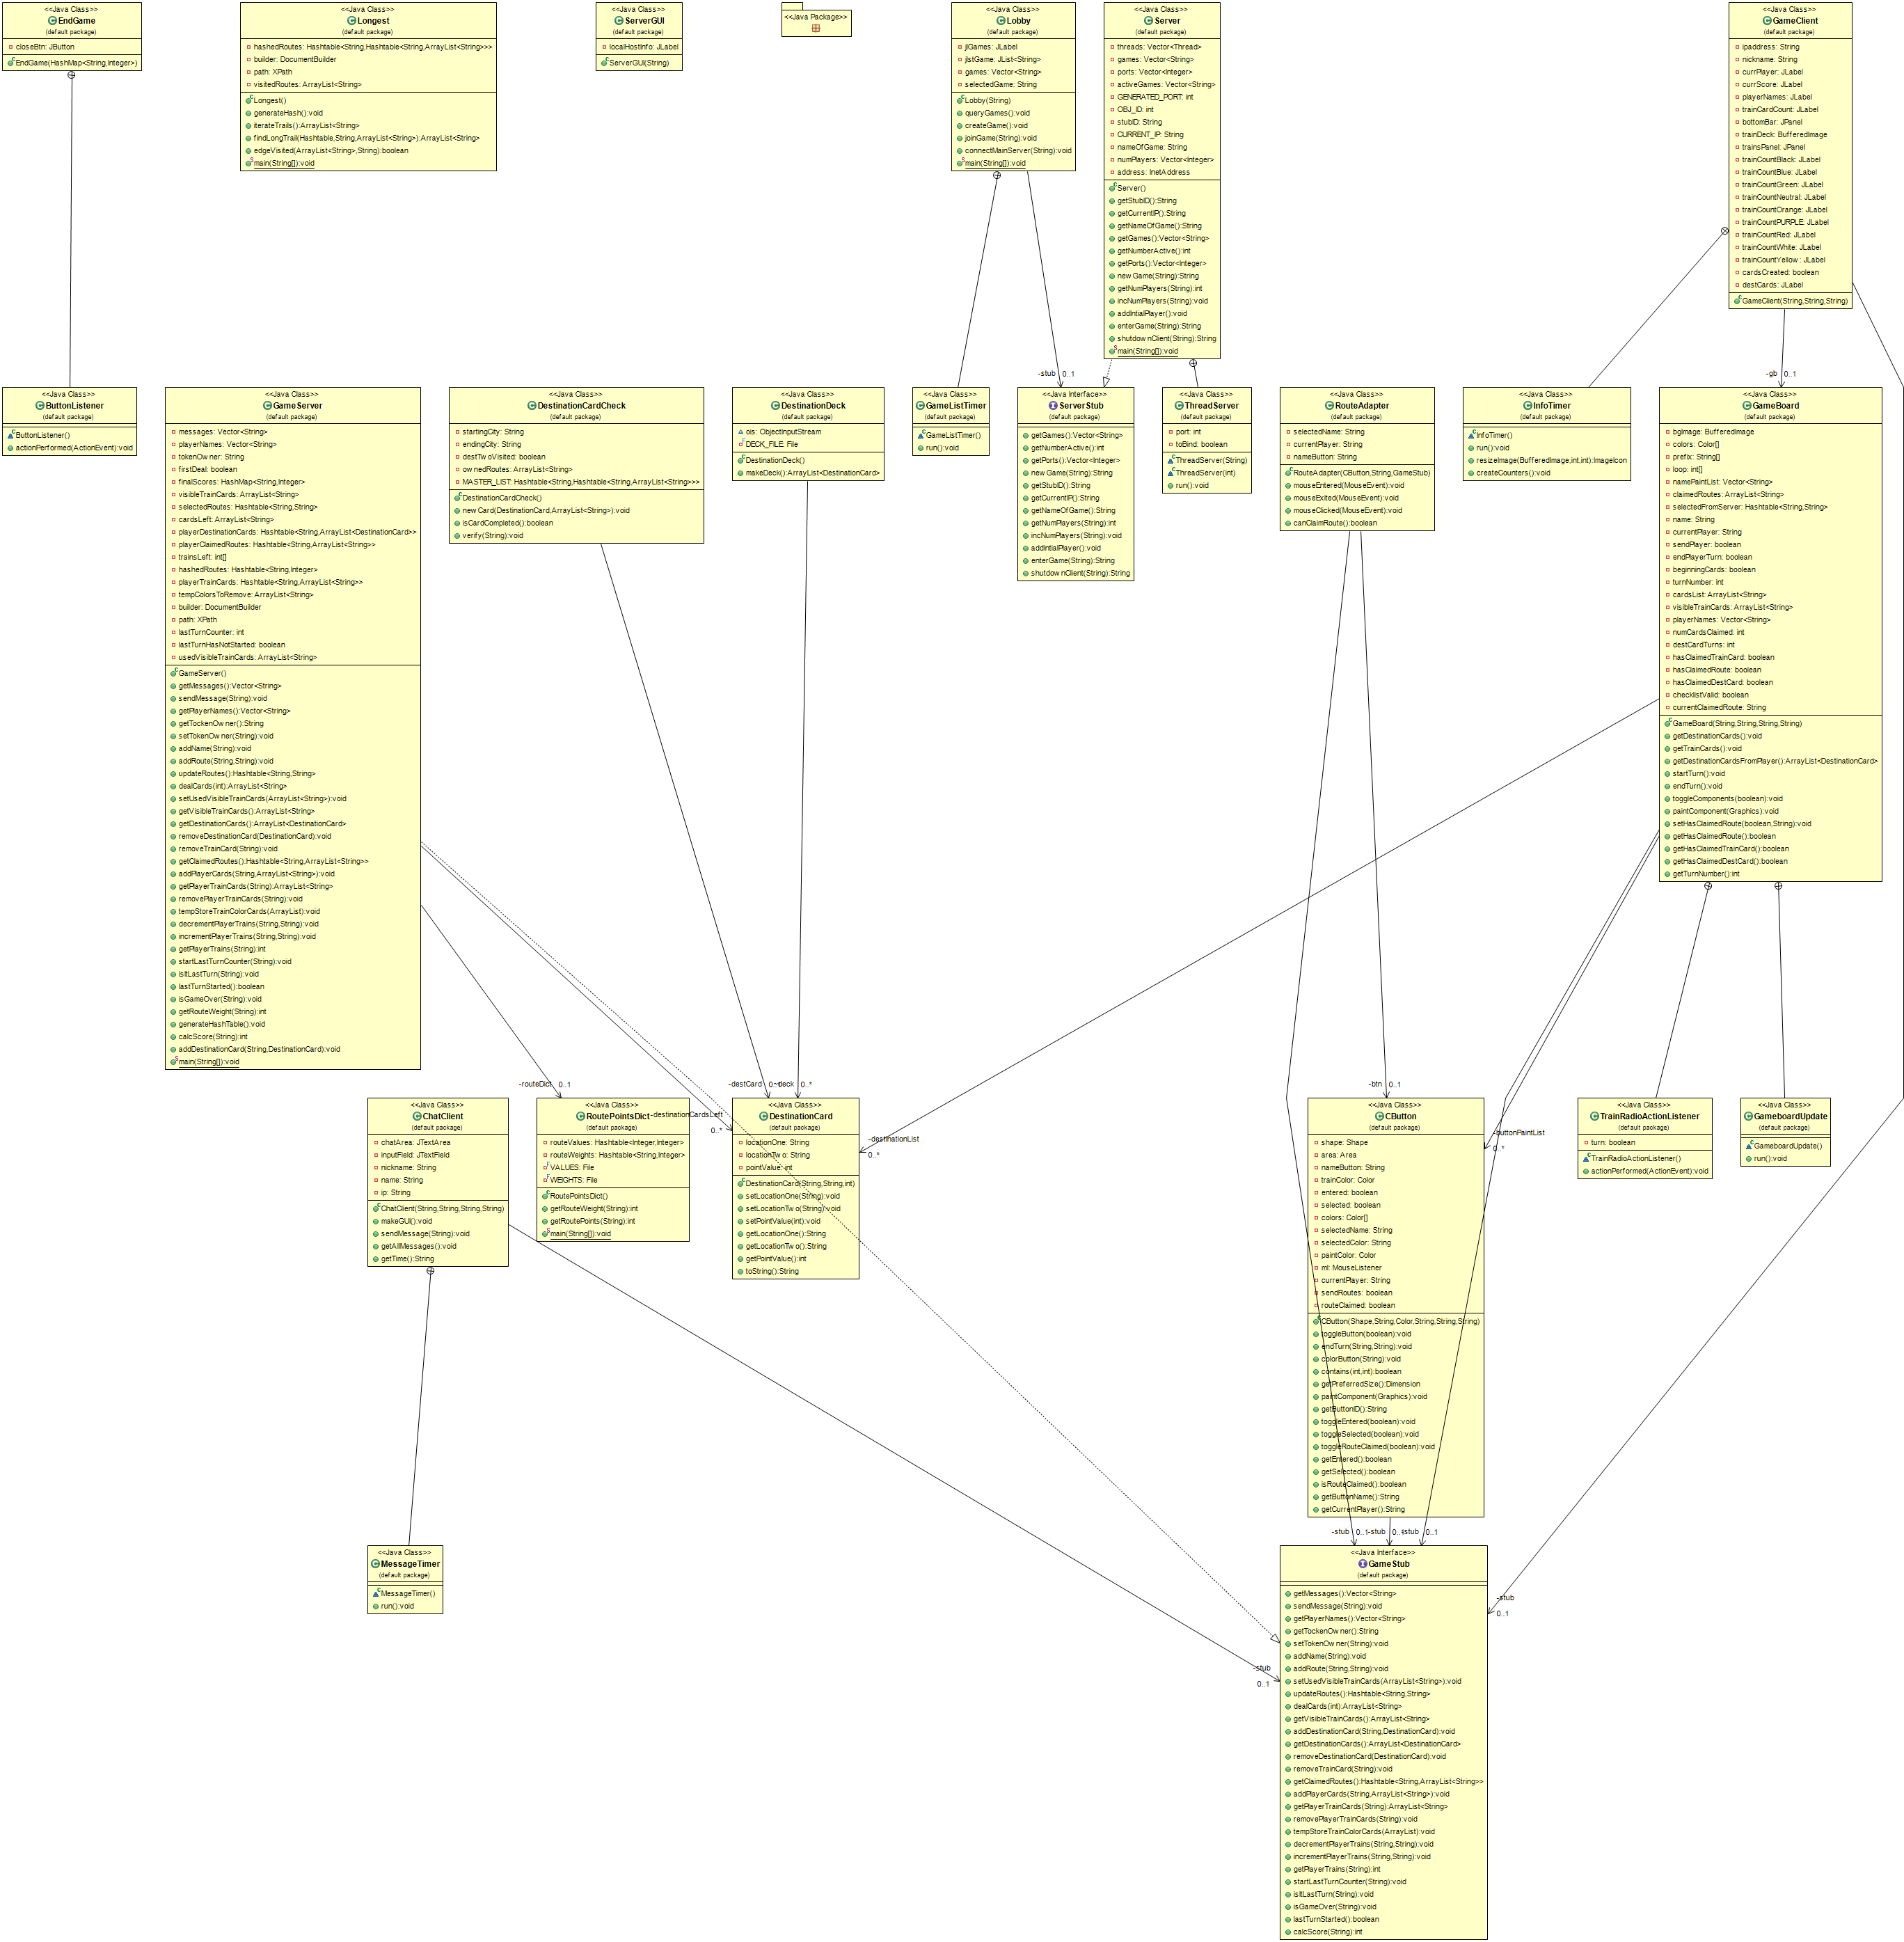 <<Java Class>>
EndGame
(default package)
closeBtn: JButton
EndGame(HashMap<String,Integer>)
<<Java Class>>
Longest
(default package)
hashedRoutes: Hashtable<String,Hashtable<String,ArrayList<String>>>
builder: DocumentBuilder
path: XPath
visitedRoutes: ArrayList<String>
Longest()
generateHash():void
iterateTrails():ArrayList<String>
findLongTrail(Hashtable,String,ArrayList<String>):ArrayList<String>
edgeVisited(ArrayList<String>,String):boolean
main(String[]):void
<<Java Class>>
ServerGUI
(default package)
localHostInfo: JLabel
ServerGUI(String)
<<Java Package>>
<<Java Class>>
Lobby
(default package)
jlGames: JLabel
jlstGame: JList<String>
games: Vector<String>
selectedGame: String
Lobby(String)
queryGames():void
createGame():void
joinGame(String):void
connectMainServer(String):void
main(String[]):void
<<Java Class>>
Server
(default package)
threads: Vector<Thread>
games: Vector<String>
ports: Vector<Integer>
activeGames: Vector<String>
GENERATED_PORT: int
OBJ_ID: int
stubID: String
CURRENT_IP: String
nameOfGame: String
numPlayers: Vector<Integer>
address: InetAddress
Server()
getStubID():String
getCurrentIP():String
getNameOfGame():String
getGames():Vector<String>
getNumberActive():int
getPorts():Vector<Integer>
newGame(String):String
getNumPlayers(String):int
incNumPlayers(String):void
addIntialPlayer():void
enterGame(String):String
shutdownClient(String):String
main(String[]):void
<<Java Class>>
GameClient
(default package)
ipaddress: String
nickname: String
currPlayer: JLabel
currScore: JLabel
playerNames: JLabel
trainCardCount: JLabel
bottomBar: JPanel
trainDeck: BufferedImage
trainsPanel: JPanel
trainCountBlack: JLabel
trainCountBlue: JLabel
trainCountGreen: JLabel
trainCountNeutral: JLabel
trainCountOrange: JLabel
trainCountPURPLE: JLabel
trainCountRed: JLabel
trainCountWhite: JLabel
trainCountYellow: JLabel
cardsCreated: boolean
destCards: JLabel
GameClient(String,String,String)
-stub 0..1
-gb 0..1
<<Java Class>>
ButtonListener
(default package)
ButtonListener()
actionPerformed(ActionEvent):void
<<Java Class>>
GameServer
(default package)
messages: Vector<String>
playerNames: Vector<String>
tokenOwner: String
firstDeal: boolean
finalScores: HashMap<String,Integer>
visibleTrainCards: ArrayList<String>
selectedRoutes: Hashtable<String,String>
cardsLeft: ArrayList<String>
playerDestinationCards: Hashtable<String,ArrayList<DestinationCard>>
playerClaimedRoutes: Hashtable<String,ArrayList<String>>
trainsLeft: int[]
hashedRoutes: Hashtable<String,Integer>
playerTrainCards: Hashtable<String,ArrayList<String>>
tempColorsToRemove: ArrayList<String>
builder: DocumentBuilder
path: XPath
lastTurnCounter: int
lastTurnHasNotStarted: boolean
usedVisibleTrainCards: ArrayList<String>
GameServer()
getMessages():Vector<String>
sendMessage(String):void
getPlayerNames():Vector<String>
getTockenOwner():String
setTokenOwner(String):void
addName(String):void
addRoute(String,String):void
updateRoutes():Hashtable<String,String>
dealCards(int):ArrayList<String>
setUsedVisibleTrainCards(ArrayList<String>):void
getVisibleTrainCards():ArrayList<String>
getDestinationCards():ArrayList<DestinationCard>
removeDestinationCard(DestinationCard):void
removeTrainCard(String):void
getClaimedRoutes():Hashtable<String,ArrayList<String>>
addPlayerCards(String,ArrayList<String>):void
getPlayerTrainCards(String):ArrayList<String>
removePlayerTrainCards(String):void
tempStoreTrainColorCards(ArrayList):void
decrementPlayerTrains(String,String):void
incrementPlayerTrains(String,String):void
getPlayerTrains(String):int
startLastTurnCounter(String):void
isItLastTurn(String):void
lastTurnStarted():boolean
isGameOver(String):void
getRouteWeight(String):int
generateHashTable():void
calcScore(String):int
addDestinationCard(String,DestinationCard):void
main(String[]):void
<<Java Class>>
DestinationCardCheck
(default package)
startingCity: String
endingCity: String
destTwoVisited: boolean
ownedRoutes: ArrayList<String>
MASTER_LIST: Hashtable<String,Hashtable<String,ArrayList<String>>>
DestinationCardCheck()
newCard(DestinationCard,ArrayList<String>):void
isCardCompleted():boolean
verify(String):void
<<Java Class>>
DestinationDeck
(default package)
ois: ObjectInputStream
DECK_FILE: File
DestinationDeck()
makeDeck():ArrayList<DestinationCard>
<<Java Class>>
GameListTimer
(default package)
GameListTimer()
run():void
<<Java Interface>>
ServerStub
(default package)
getGames():Vector<String>
getNumberActive():int
getPorts():Vector<Integer>
newGame(String):String
getStubID():String
getCurrentIP():String
getNameOfGame():String
getNumPlayers(String):int
incNumPlayers(String):void
addIntialPlayer():void
enterGame(String):String
shutdownClient(String):String
<<Java Class>>
ThreadServer
(default package)
port: int
toBind: boolean
ThreadServer(String)
ThreadServer(int)
run():void
<<Java Class>>
RouteAdapter
(default package)
selectedName: String
currentPlayer: String
nameButton: String
RouteAdapter(CButton,String,GameStub)
mouseEntered(MouseEvent):void
mouseExited(MouseEvent):void
mouseClicked(MouseEvent):void
canClaimRoute():boolean
<<Java Class>>
InfoTimer
(default package)
InfoTimer()
run():void
resizeImage(BufferedImage,int,int):ImageIcon
createCounters():void
<<Java Class>>
GameBoard
(default package)
bgImage: BufferedImage
colors: Color[]
prefix: String[]
loop: int[]
namePaintList: Vector<String>
claimedRoutes: ArrayList<String>
selectedFromServer: Hashtable<String,String>
name: String
currentPlayer: String
sendPlayer: boolean
endPlayerTurn: boolean
beginningCards: boolean
turnNumber: int
cardsList: ArrayList<String>
visibleTrainCards: ArrayList<String>
playerNames: Vector<String>
numCardsClaimed: int
destCardTurns: int
hasClaimedTrainCard: boolean
hasClaimedRoute: boolean
hasClaimedDestCard: boolean
checklistValid: boolean
currentClaimedRoute: String
GameBoard(String,String,String,String)
getDestinationCards():void
getTrainCards():void
getDestinationCardsFromPlayer():ArrayList<DestinationCard>
startTurn():void
endTurn():void
toggleComponents(boolean):void
paintComponent(Graphics):void
setHasClaimedRoute(boolean,String):void
getHasClaimedRoute():boolean
getHasClaimedTrainCard():boolean
getHasClaimedDestCard():boolean
getTurnNumber():int
-routeDict 0..1
-destCard
-deck 0..*
-btn 0..1
-destinationCardsLeft
0..*
-destinationList
0..*
-buttonPaintList
0..*
<<Java Class>>
ChatClient
(default package)
chatArea: JTextArea
inputField: JTextField
nickname: String
name: String
ip: String
ChatClient(String,String,String,String)
makeGUI():void
sendMessage(String):void
getAllMessages():void
getTime():String
<<Java Class>>
RoutePointsDict
(default package)
routeValues: Hashtable<Integer,Integer>
routeWeights: Hashtable<String,Integer>
VALUES: File
WEIGHTS: File
RoutePointsDict()
getRouteWeight(String):int
getRoutePoints(String):int
main(String[]):void
<<Java Class>>
DestinationCard
(default package)
locationOne: String
locationTwo: String
pointValue: int
DestinationCard(String,String,int)
setLocationOne(String):void
setLocationTwo(String):void
setPointValue(int):void
getLocationOne():String
getLocationTwo():String
getPointValue():int
toString():String
<<Java Class>>
CButton
(default package)
shape: Shape
area: Area
nameButton: String
trainColor: Color
entered: boolean
selected: boolean
colors: Color[]
selectedName: String
selectedColor: String
paintColor: Color
ml: MouseListener
currentPlayer: String
sendRoutes: boolean
routeClaimed: boolean
CButton(Shape,String,Color,String,String,String)
toggleButton(boolean):void
endTurn(String,String):void
colorButton(String):void
contains(int,int):boolean
getPreferredSize():Dimension
paintComponent(Graphics):void
getButtonID():String
toggleEntered(boolean):void
toggleSelected(boolean):void
toggleRouteClaimed(boolean):void
getEntered():boolean
getSelected():boolean
isRouteClaimed():boolean
getButtonName():String
getCurrentPlayer():String
<<Java Class>>
TrainRadioActionListener
(default package)
turn: boolean
TrainRadioActionListener()
actionPerformed(ActionEvent):void
<<Java Class>>
GameboardUpdate
(default package)
GameboardUpdate()
run():void
<<Java Class>>
MessageTimer
(default package)
MessageTimer()
run():void
-stub 0..1
-stub
-stub 0..1
-stub
0..1
-stub
0..1
<<Java Interface>>
GameStub
(default package)
getMessages():Vector<String>
sendMessage(String):void
getPlayerNames():Vector<String>
getTockenOwner():String
setTokenOwner(String):void
addName(String):void
addRoute(String,String):void
setUsedVisibleTrainCards(ArrayList<String>):void
updateRoutes():Hashtable<String,String>
dealCards(int):ArrayList<String>
getVisibleTrainCards():ArrayList<String>
addDestinationCard(String,DestinationCard):void
getDestinationCards():ArrayList<DestinationCard>
removeDestinationCard(DestinationCard):void
removeTrainCard(String):void
getClaimedRoutes():Hashtable<String,ArrayList<String>>
addPlayerCards(String,ArrayList<String>):void
getPlayerTrainCards(String):ArrayList<String>
removePlayerTrainCards(String):void
tempStoreTrainColorCards(ArrayList):void
decrementPlayerTrains(String,String):void
incrementPlayerTrains(String,String):void
getPlayerTrains(String):int
startLastTurnCounter(String):void
isItLastTurn(String):void
isGameOver(String):void
lastTurnStarted():boolean
calcScore(String):int